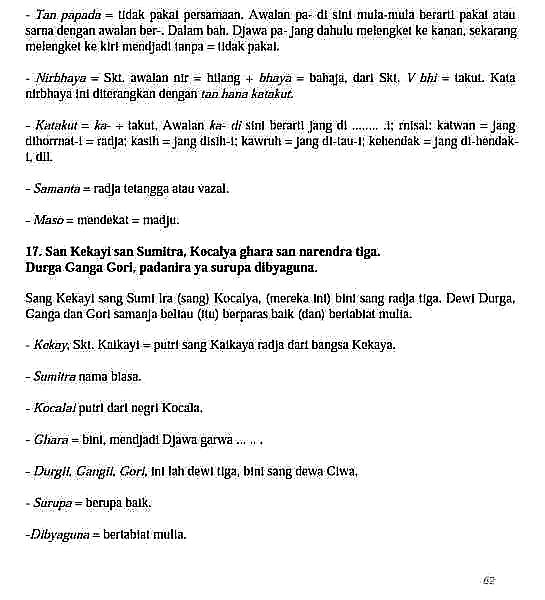 - Tan papada = tidak pakai persamaan. Awalan pa- di sini mula-mula berarti pakai atau
sama dengan awalan ber-. Dalam bah. Djawa pa- jang dahulu melengket ke kanan, sekarang
melengket ke kiri mendjadi tanpa = tidak pakai.
- Nirbhaya = Skt. awalan nir = hilang + bhaya = bahaja, dari Skt. V bhi = takut. Kata
nirbhaya ini diterangkan dengan tan hana katakut.
- Katakut = ka- + takut. Awalan ka- di sini berarti jang di ........ .i; misal: katwan = jang
dihormat-i = radja; kasih = jang disih-i; kawruh = jang di-tau-i; kehendak = jang di-hendak-
i, dll.
- Samanta = radja tetangga atau vazal.
- Maso = mendekat = madju.
17. San Kekayi san Sumitra, Kocalya ghara san narendra tiga.
Durga Ganga Gori, padanira ya surupa dibyaguna.
Sang Kekayi sang Sumi ira (sang) Kocalya, (mereka ini) bini sang radja tiga. Dewi Durga,
Ganga dan Gori samanja beliau (itu) berparas baik (dan) bertabiat mulia.
- Kekay, Skt. Kaikayi = putri sang Kaikaya radja dari bangsa Kekaya.
- Sumitra nama biasa.
- Kocalai putri dari negri Kocala,
- Ghara = bini, mendjadi Djawa garwa ... .. .
- Durgil, Gangil, Gori, ini lah dewi tiga, bini sang dewa Ciwa,
- Surupa = berupa baik.
-Dibyaguna = bertabiat mulia.
62